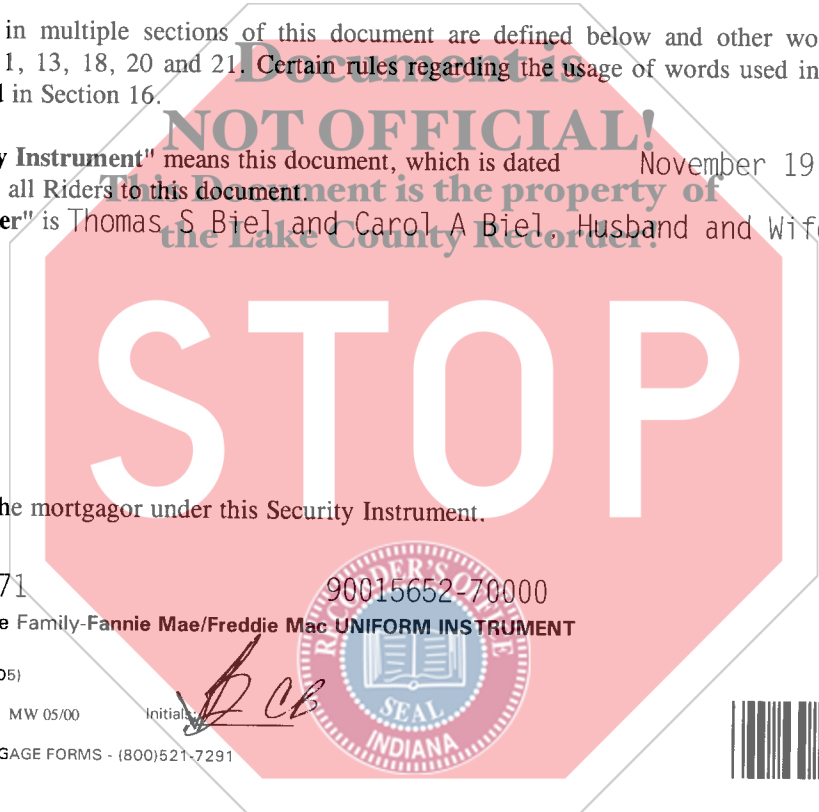 in multiple sections of this document are defined below and other wo
1, 13, 18, 20 and 21. Certain rules regarding the usage of words used in
in Section 16.
Document is
NOT OFFICIAL!
This Document is the property of
the Lake County Recorder!
y Instrument" means this document, which is dated November 19
all Riders to this document.
er" is Thomas S Biel and Carol A Biel, Husband and Wife
STOP
he mortgagor under this Security Instrument.
71 90015652-70000
e Family-Fannie Mae/Freddie Mac UNIFORM INSTRUMENT
05)
MW 05/00 Initials: CB
GAGE FORMS - (800)521-7291
RECORDER'S OFFICE
SEAL
INDIANA